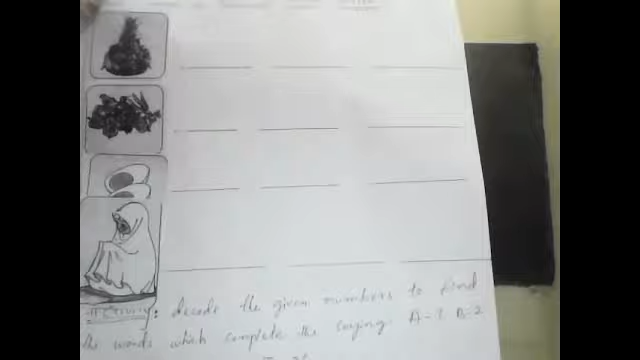 Activity: decode the given numbers to find
the words which complete the saying. A-1 B-2